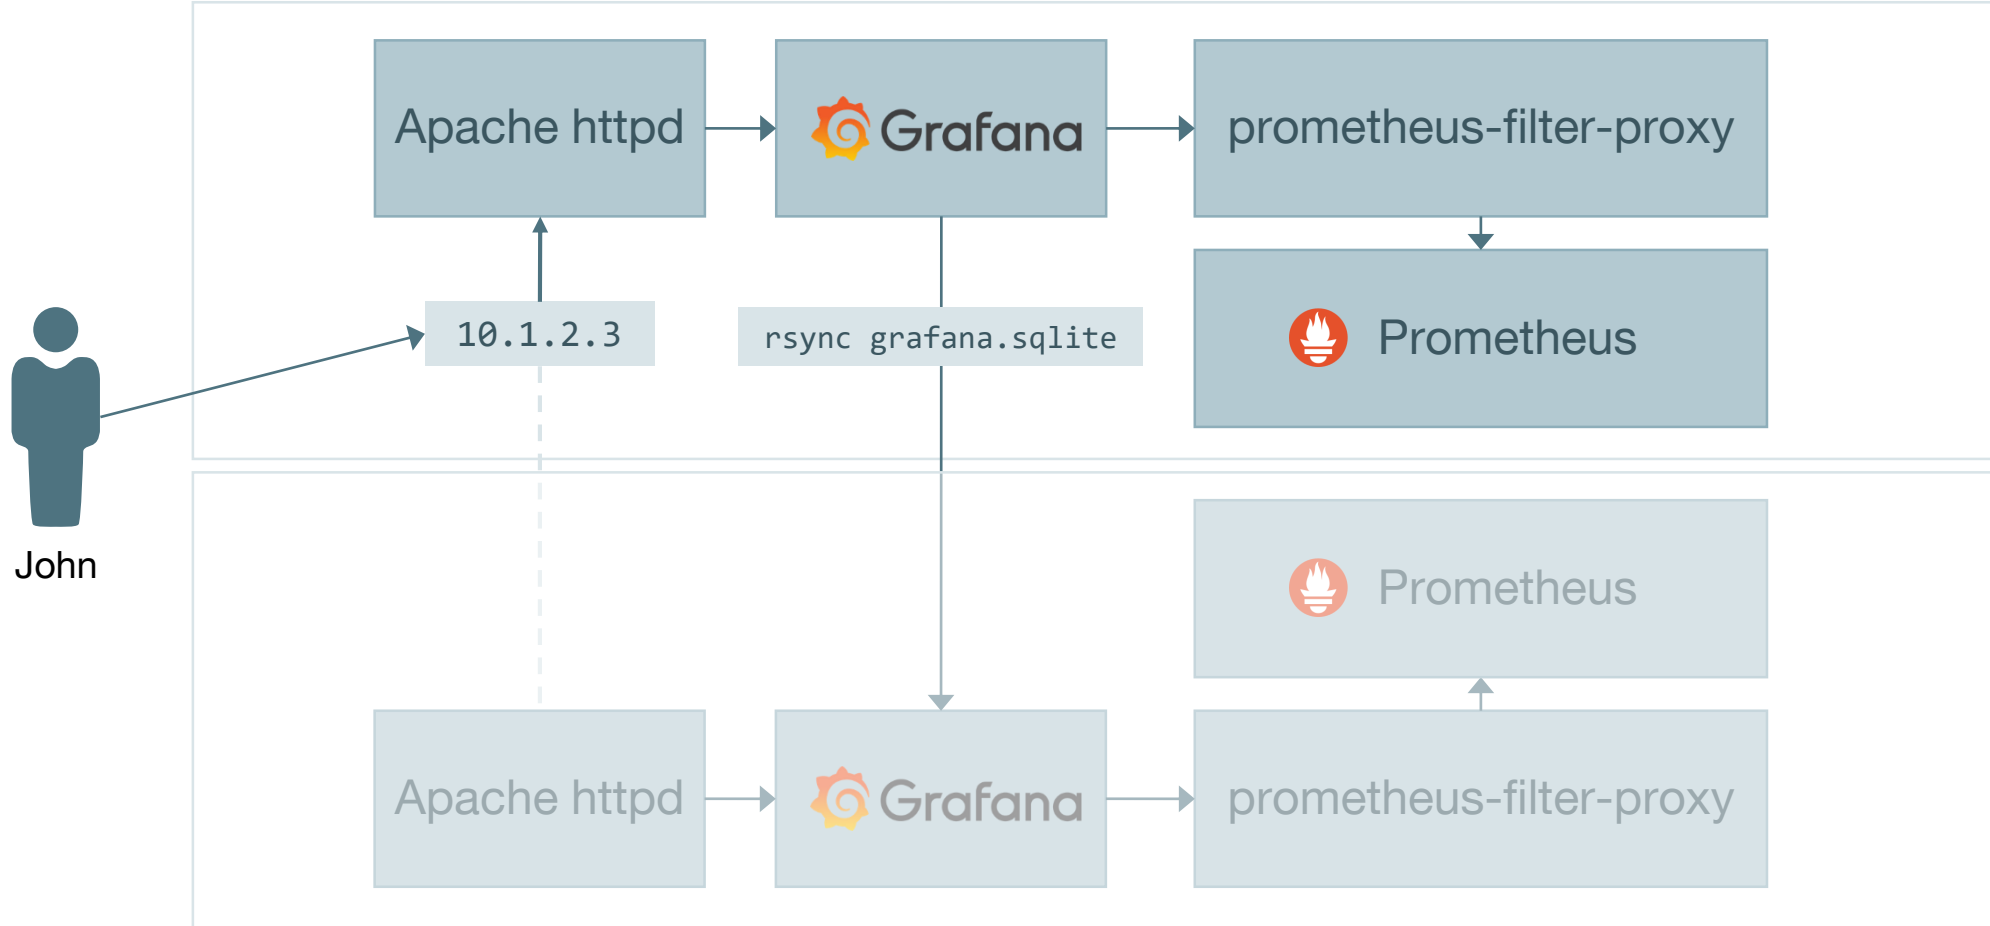 Apache httpd
Grafana
prometheus-filter-proxy
10.1.2.3
rsync grafana.sqlite
Prometheus
John
Prometheus
Apache httpd
Grafana
prometheus-filter-proxy